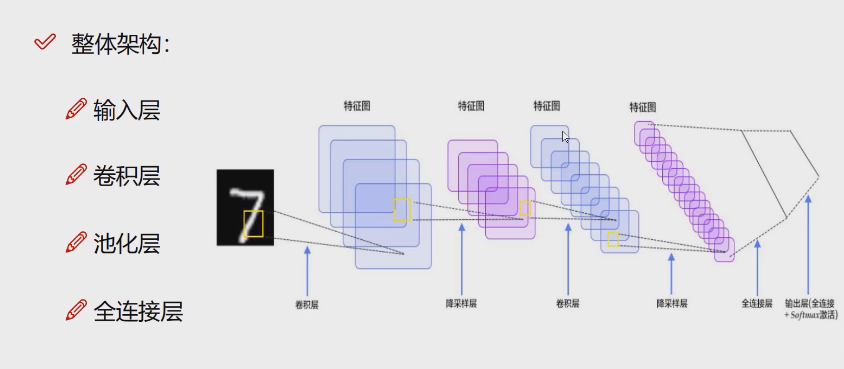 整体架构：
输入层
卷积层
池化层
全连接层
特征图
特征图
特征图
特征图
7
卷积层
降采样层
卷积层
降采样层
全连接层
输出层(全连接
+ Softmax激活)